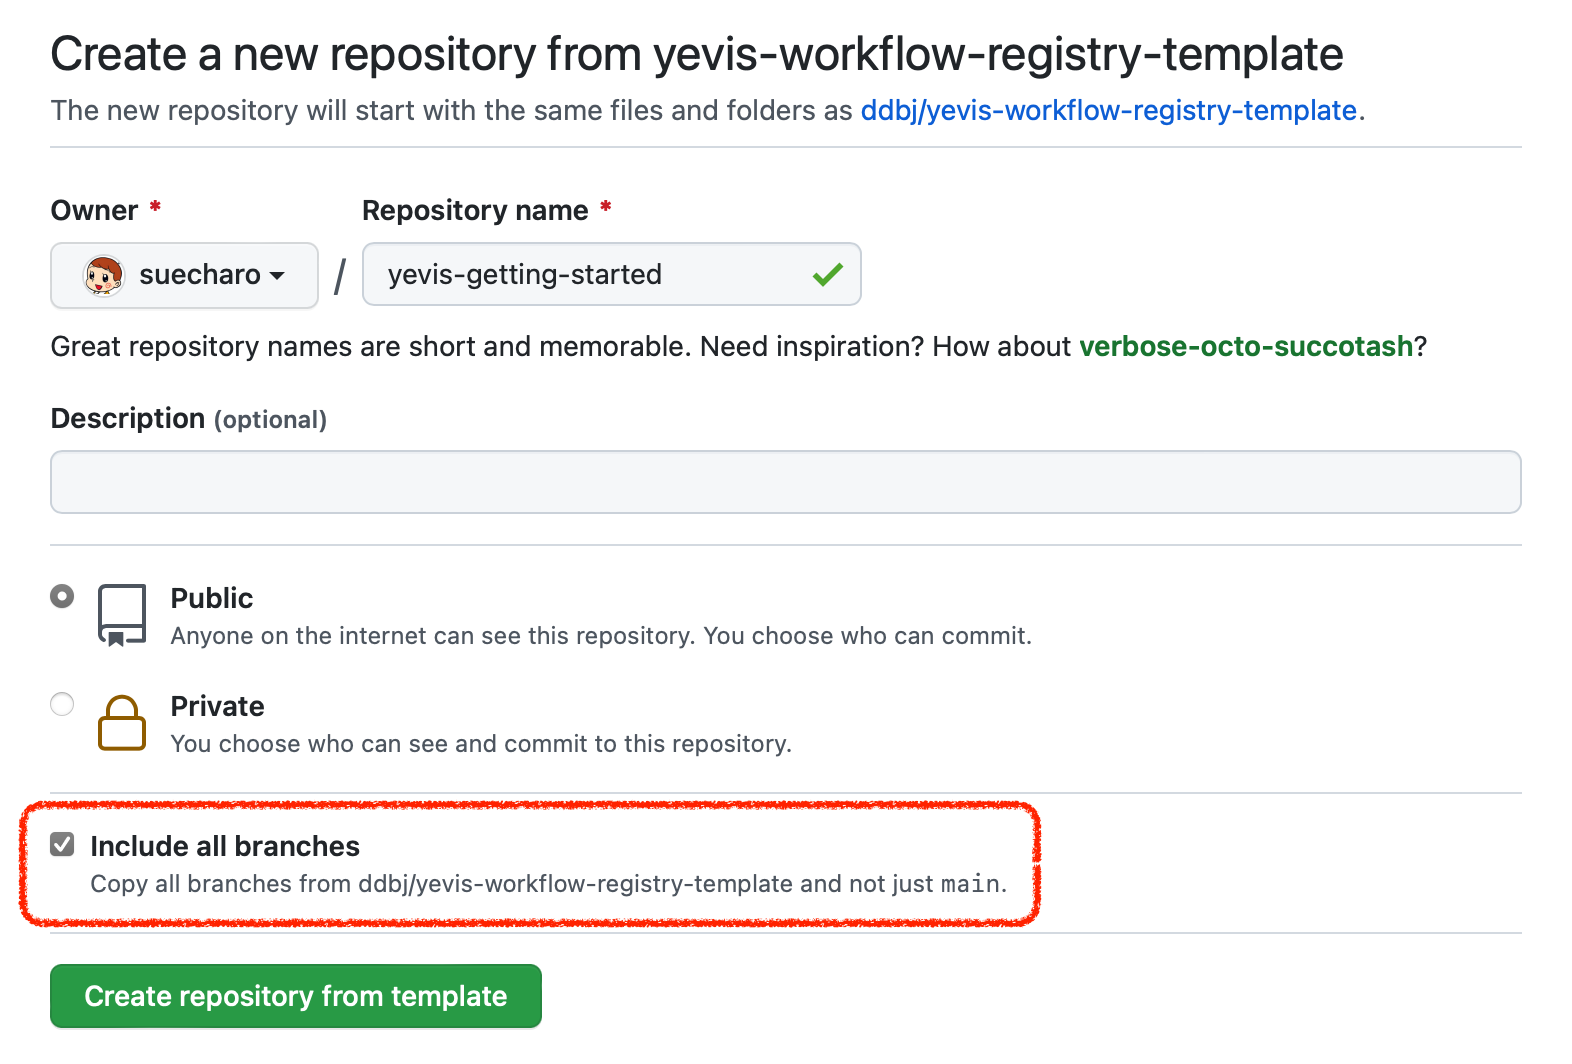 Create a new repository from yevis-workflow-registry-template
The new repository will start with the same files and folders as ddbj/yevis-workflow-registry-template.
Owner * Repository name *
suecharo / yevis-getting-started
Great repository names are short and memorable. Need inspiration? How about verbose-octo-succotash?
Description (optional)
Public
Anyone on the internet can see this repository. You choose who can commit.
Private
You choose who can see and commit to this repository.
Include all branches
Copy all branches from ddbj/yevis-workflow-registry-template and not just main.
Create repository from template